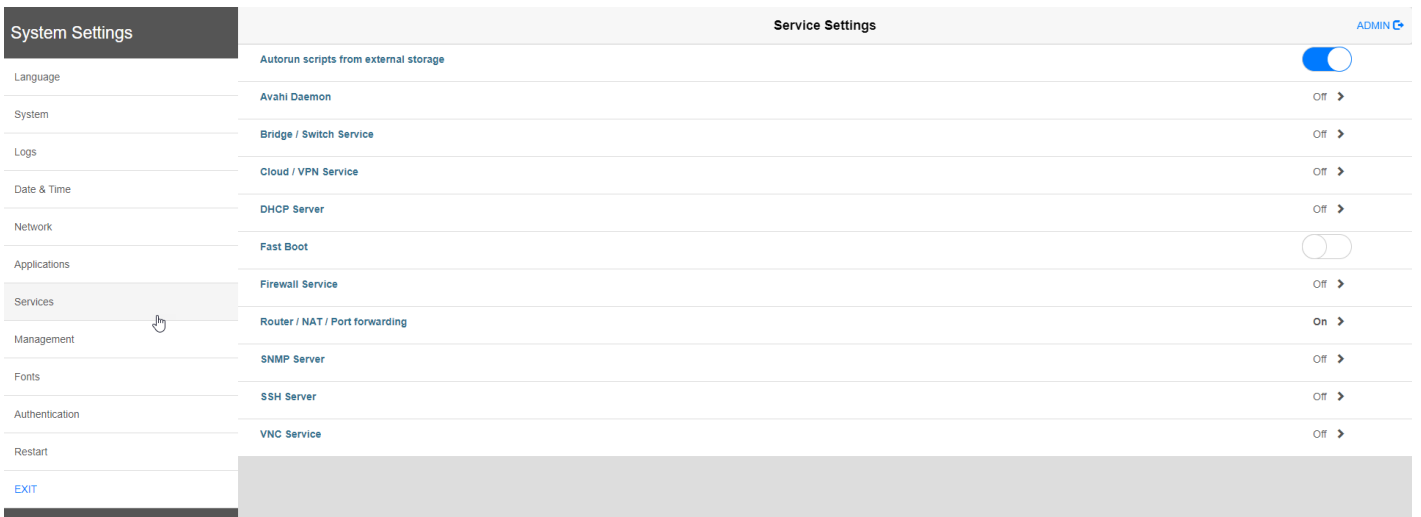 System Settings
Service Settings
ADMIN
Language
System
Logs
Date & Time
Network
Applications
Services
Management
Fonts
Authentication
Restart
EXIT
Autorun scripts from external storage
Avahi Daemon Off
Bridge / Switch Service Off
Cloud / VPN Service Off
DHCP Server Off
Fast Boot
Firewall Service Off
Router / NAT / Port forwarding On
SNMP Server Off
SSH Server Off
VNC Service Off